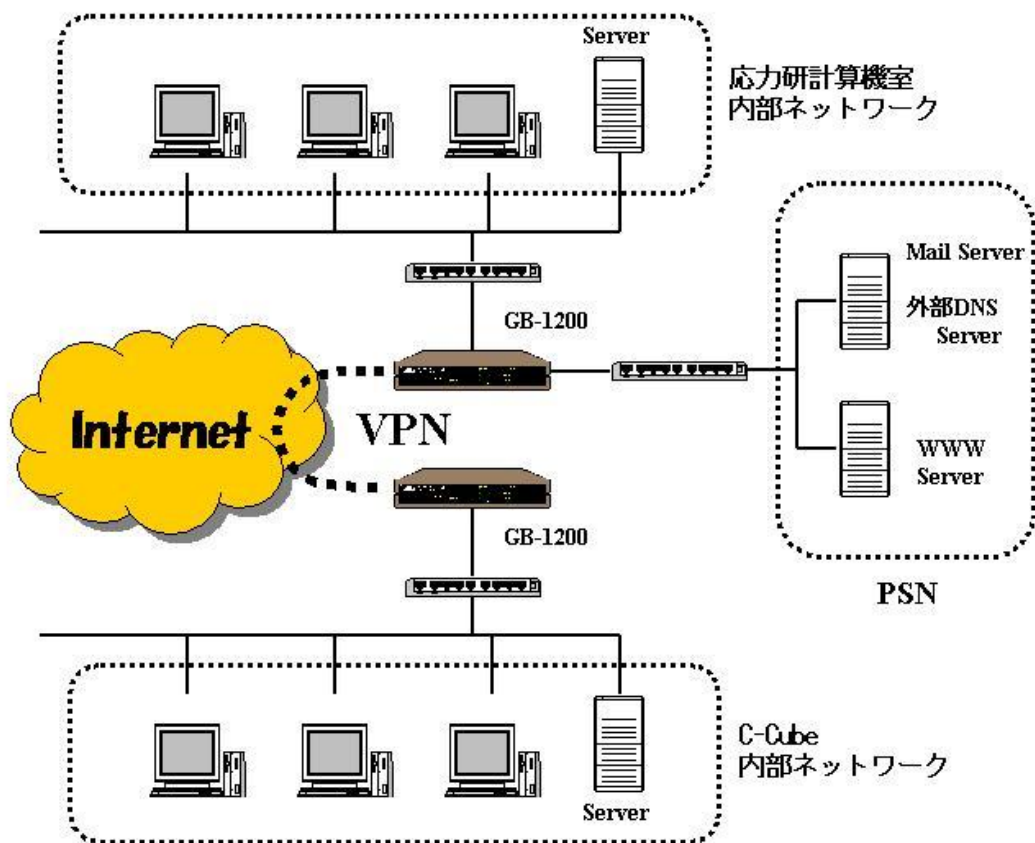 Server
応力研計算機室
内部ネットワーク
Mail Server
外部DNS
Server
GB-1200
Internet
VPN
WWW
Server
GB-1200
PSN
C-Cube
内部ネットワーク
Server